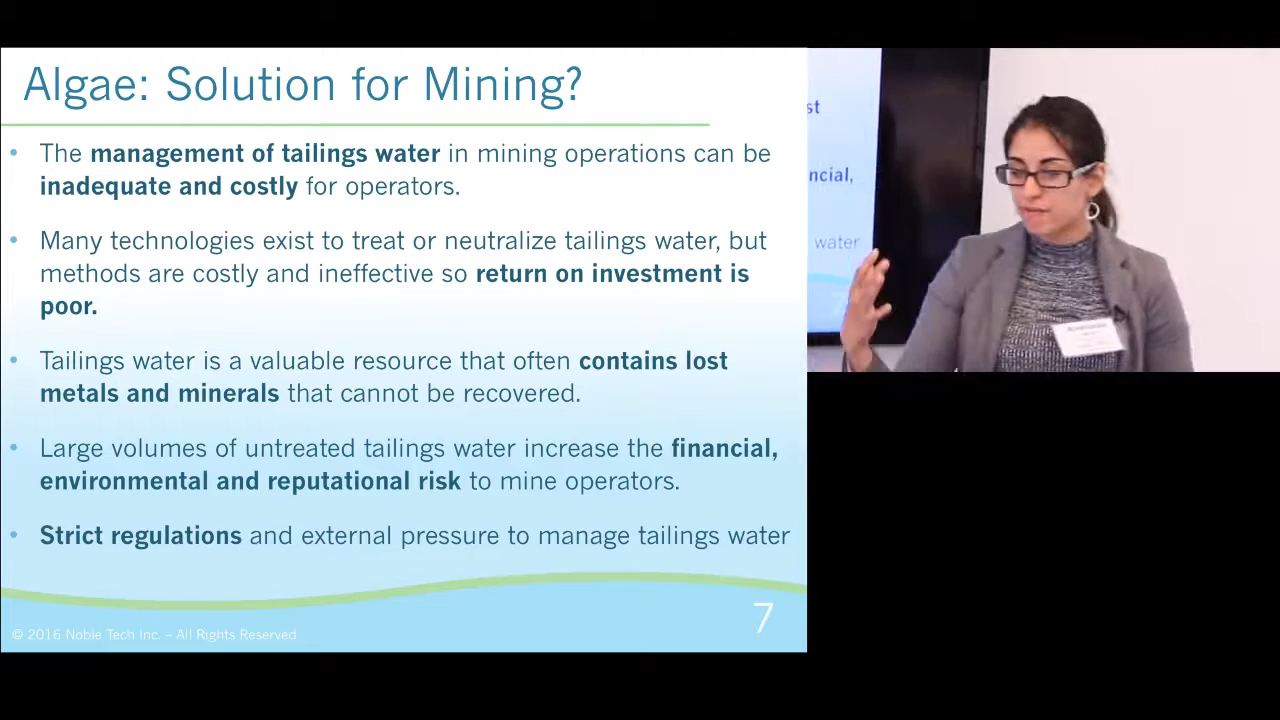 Algae: Solution for Mining?
• The management of tailings water in mining operations can be
inadequate and costly for operators.
• Many technologies exist to treat or neutralize tailings water, but
methods are costly and ineffective so return on investment is
poor.
• Tailings water is a valuable resource that often contains lost
metals and minerals that cannot be recovered.
• Large volumes of untreated tailings water increase the financial,
environmental and reputational risk to mine operators.
• Strict regulations and external pressure to manage tailings water
© 2016 Noble Tech Inc. – All Rights Reserved
7
st
ncial,
water